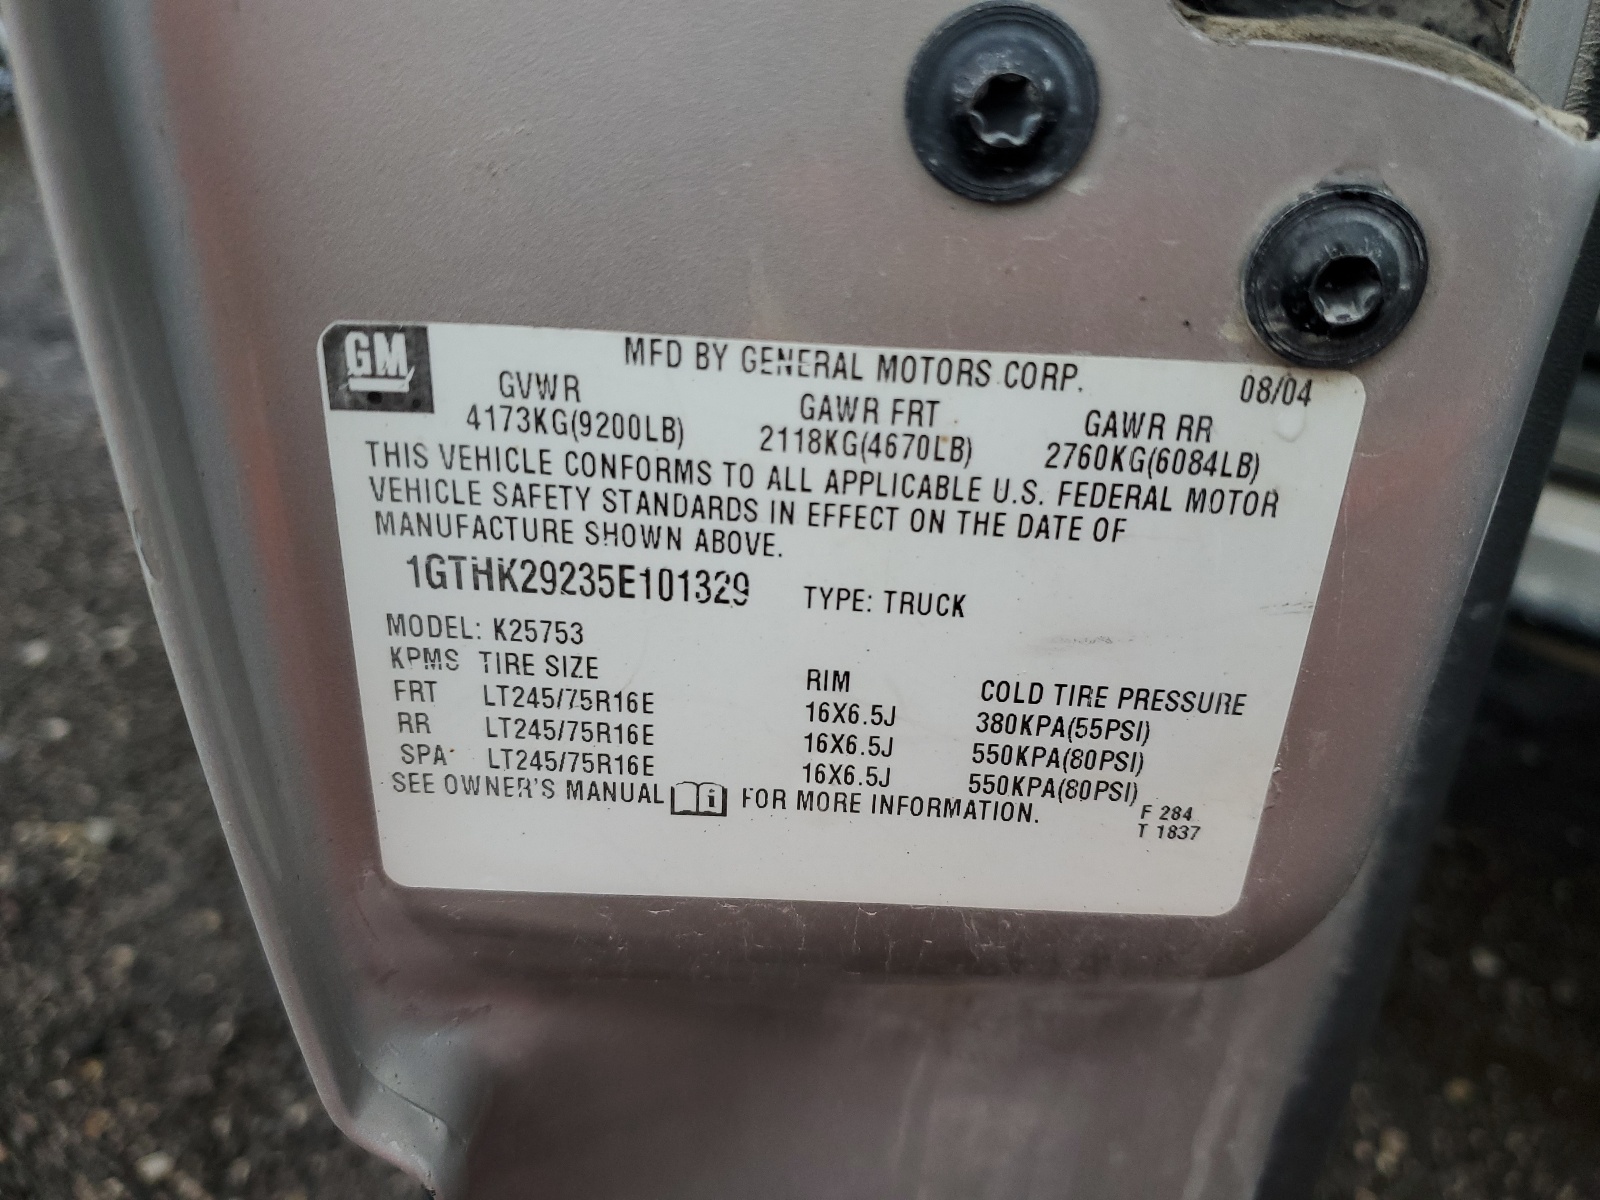 GM
MFD BY GENERAL MOTORS CORP. 08/04
GVWR GAWR FRT GAWR RR
4173KG(9200LB) 2118KG(4670LB) 2760KG(6084LB)
THIS VEHICLE CONFORMS TO ALL APPLICABLE U.S. FEDERAL MOTOR
VEHICLE SAFETY STANDARDS IN EFFECT ON THE DATE OF
MANUFACTURE SHOWN ABOVE.
1GTHK29235E101329 TYPE: TRUCK
MODEL: K25753
KPMS TIRE SIZE RIM COLD TIRE PRESSURE
FRT LT245/75R16E 16X6.5J 380KPA(55PSI)
RR LT245/75R16E 16X6.5J 550KPA(80PSI)
SPA LT245/75R16E 16X6.5J 550KPA(80PSI)
SEE OWNER'S MANUAL i FOR MORE INFORMATION.
F 284
T 1837